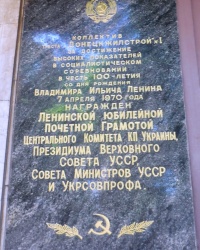 КОЛЛЕКТИВ
ТРЕСТА „ДОНЕЦКЖИЛСТРОЙ" №1
ЗА ДОСТИЖЕНИЕ
ВЫСОКИХ ПОКАЗАТЕЛЕЙ
В СОЦИАЛИСТИЧЕСКОМ
СОРЕВНОВАНИИ
В ЧЕСТЬ 100-ЛЕТИЯ
СО ДНЯ РОЖДЕНИЯ
ВЛАДИМИРА ИЛЬИЧА ЛЕНИНА
7 АПРЕЛЯ 1970 ГОДА
НАГРАЖДЕН
ЛЕНИНСКОЙ ЮБИЛЕЙНОЙ
ПОЧЕТНОЙ ГРАМОТОЙ
ЦЕНТРАЛЬНОГО КОМИТЕТА КП УКРАИНЫ,
ПРЕЗИДИУМА ВЕРХОВНОГО
СОВЕТА УССР,
СОВЕТА МИНИСТРОВ УССР
И УКРСОВПРОФА.